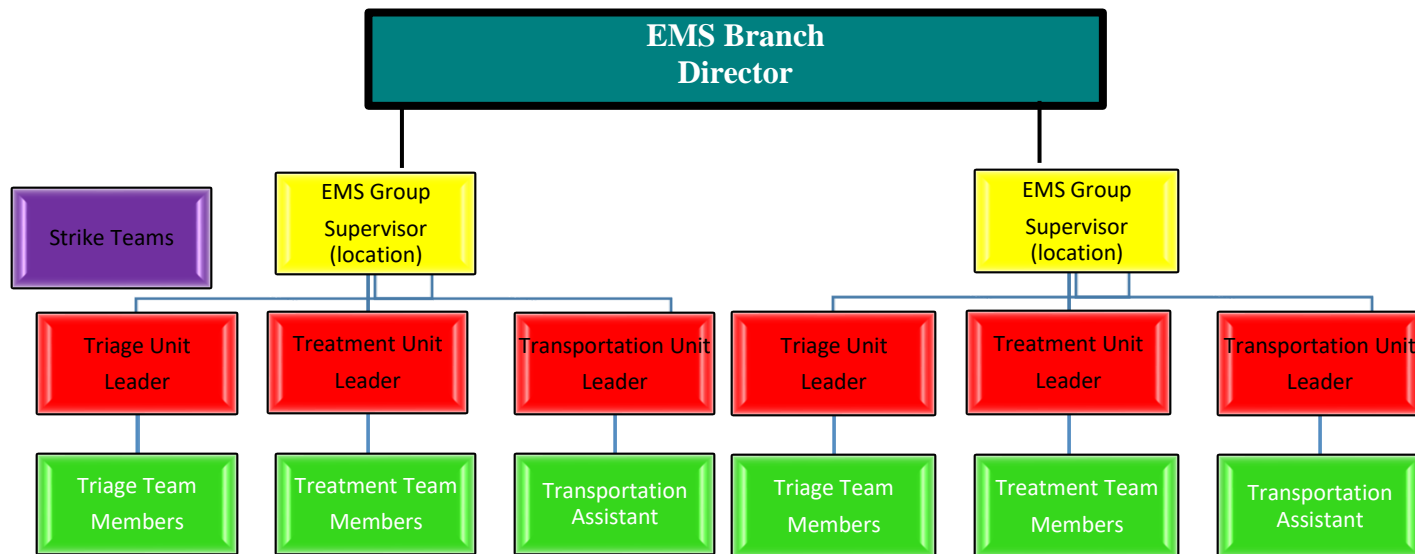 EMS Branch
Director
Strike Teams
EMS Group
Supervisor
(location)
EMS Group
Supervisor
(location)
Triage Unit
Leader
Treatment Unit
Leader
Transportation Unit
Leader
Triage Unit
Leader
Treatment Unit
Leader
Transportation Unit
Leader
Triage Team
Members
Treatment Team
Members
Transportation
Assistant
Triage Team
Members
Treatment Team
Members
Transportation
Assistant